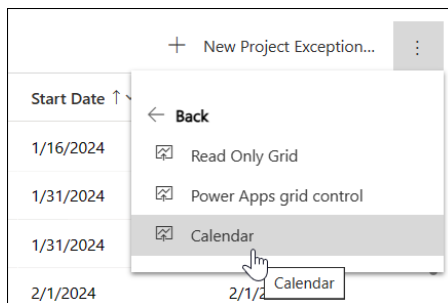 + New Project Exception...
Start Date ↑
← Back
1/16/2024
Read Only Grid
1/31/2024
Power Apps grid control
1/31/2024
Calendar
Calendar
2/1/2024
2/1/2